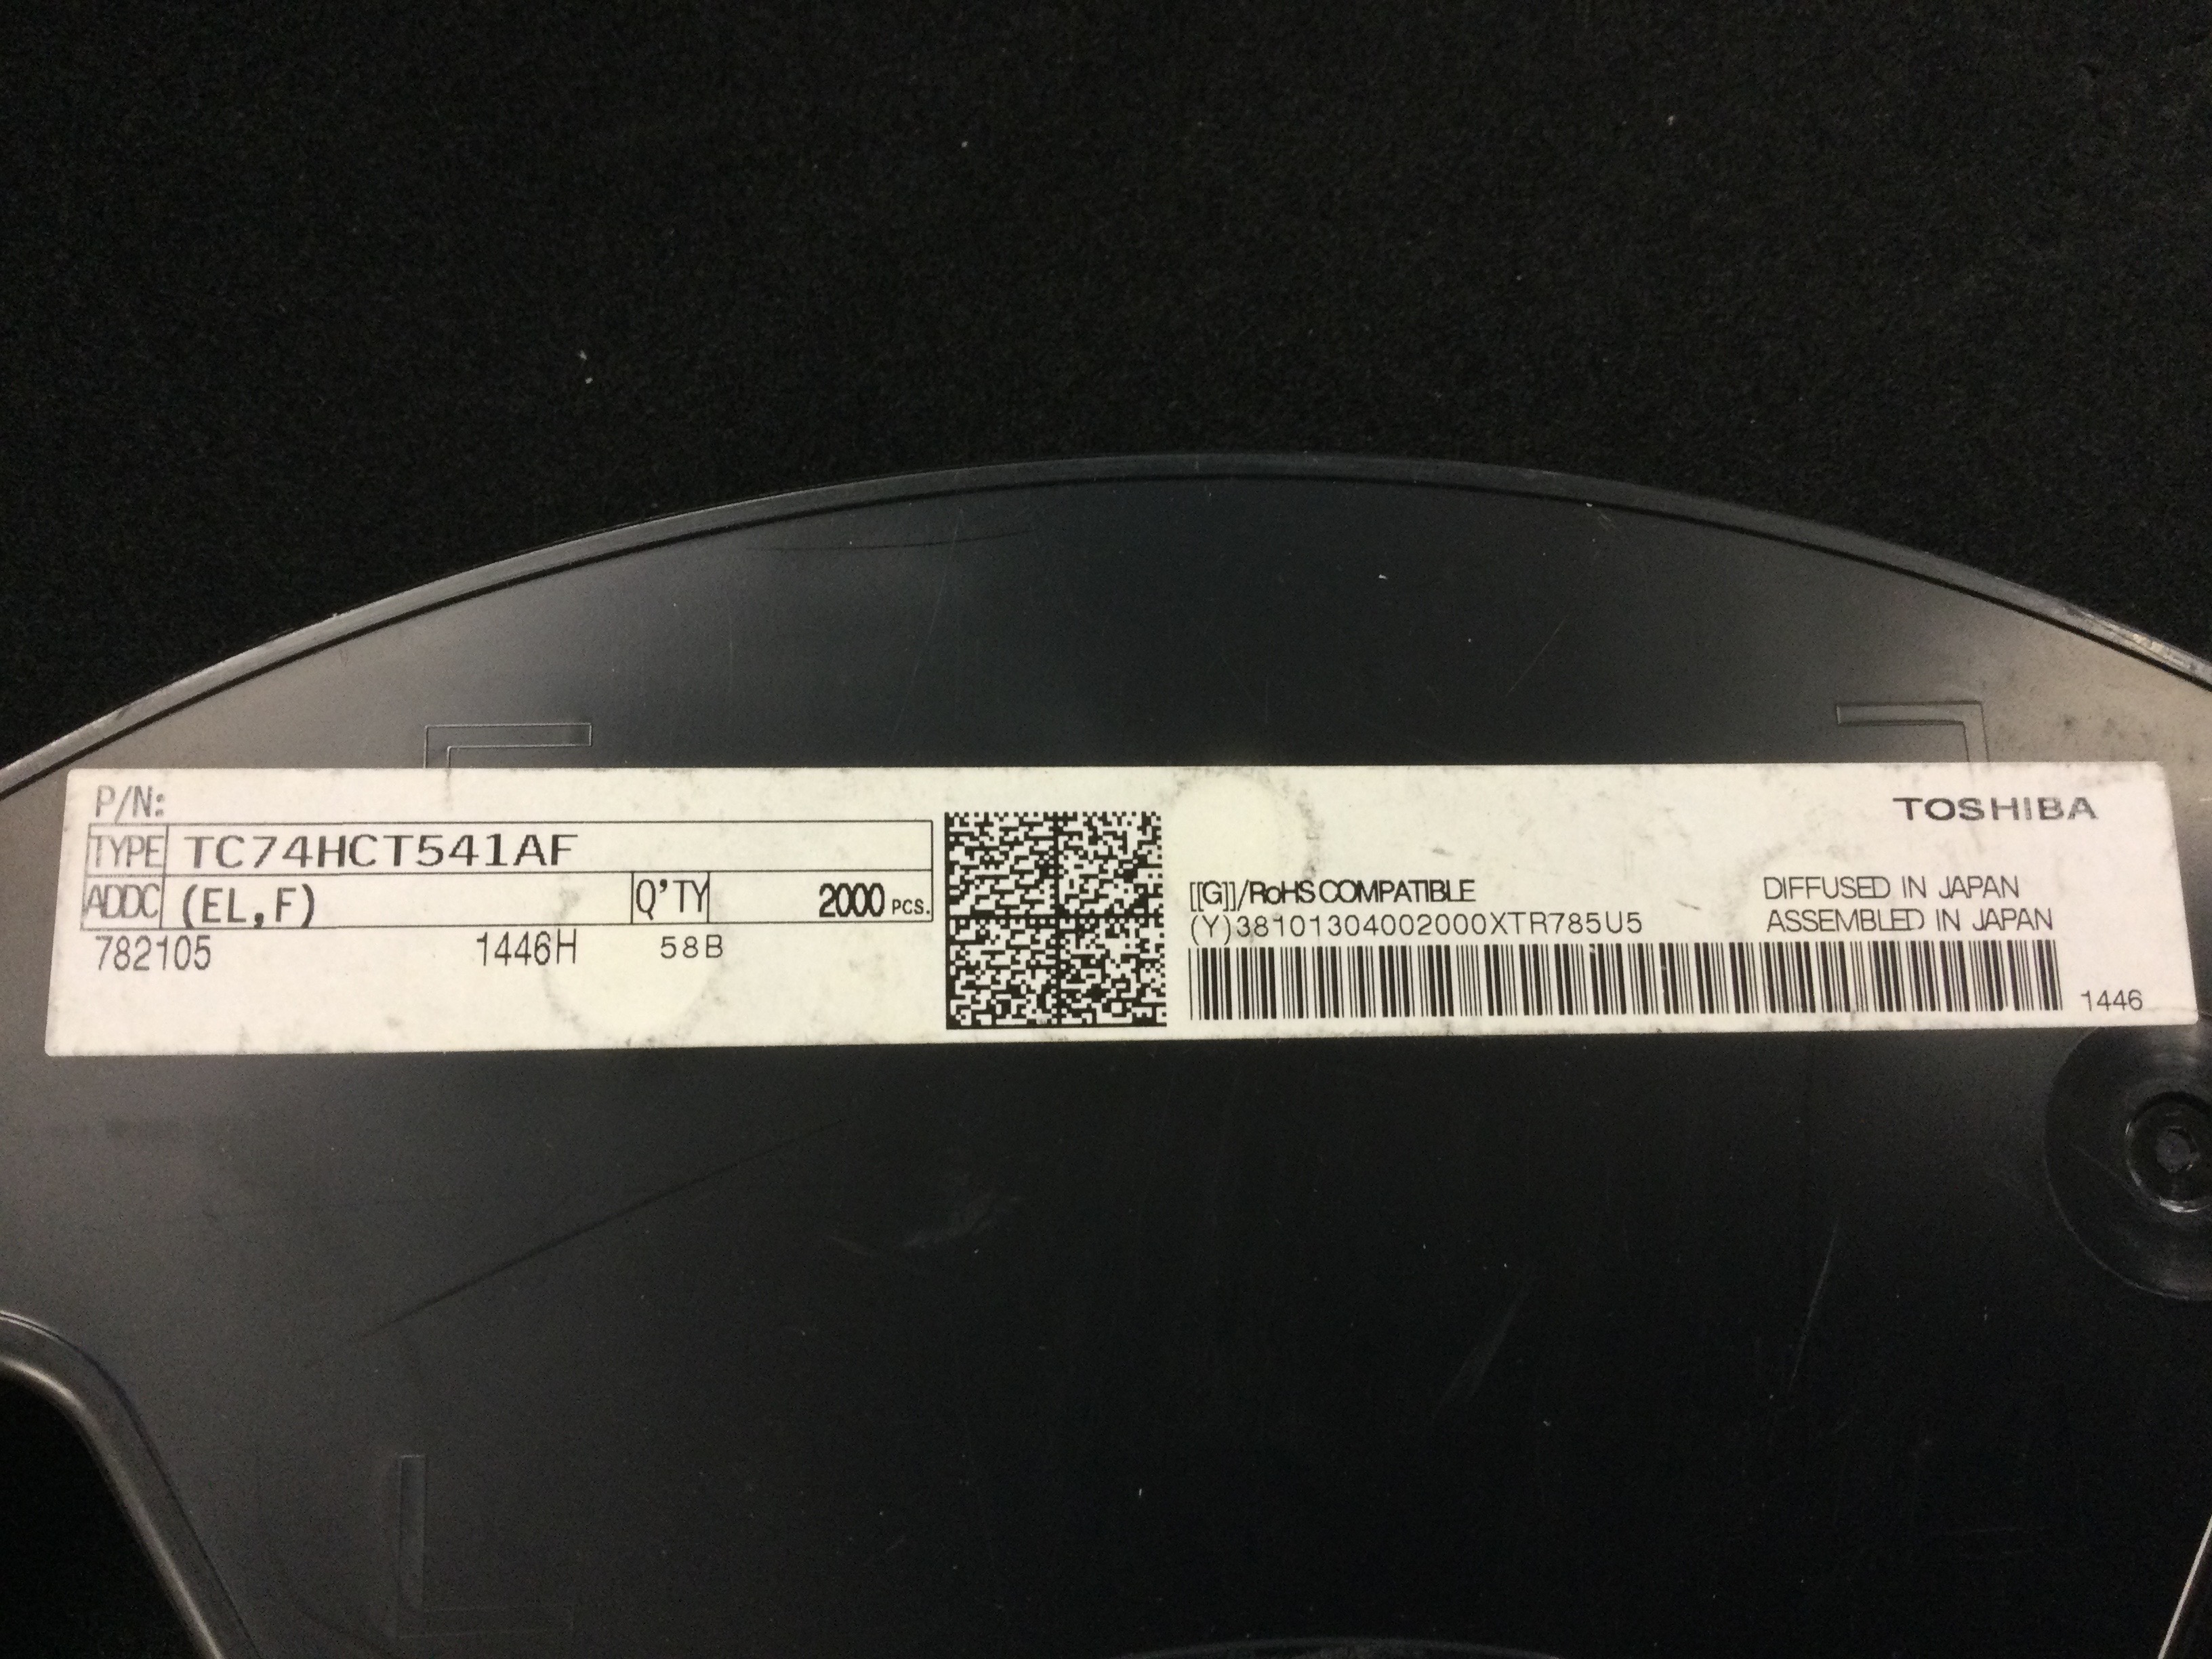 P/N:
TYPE TC74HCT541AF
ADDC (EL,F) Q'TY 2000 PCS.
782105 1446H 58B
TOSHIBA
[[G]]/RoHS COMPATIBLE DIFFUSED IN JAPAN
(Y)38101304002000XTR785U5 ASSEMBLED IN JAPAN
1446